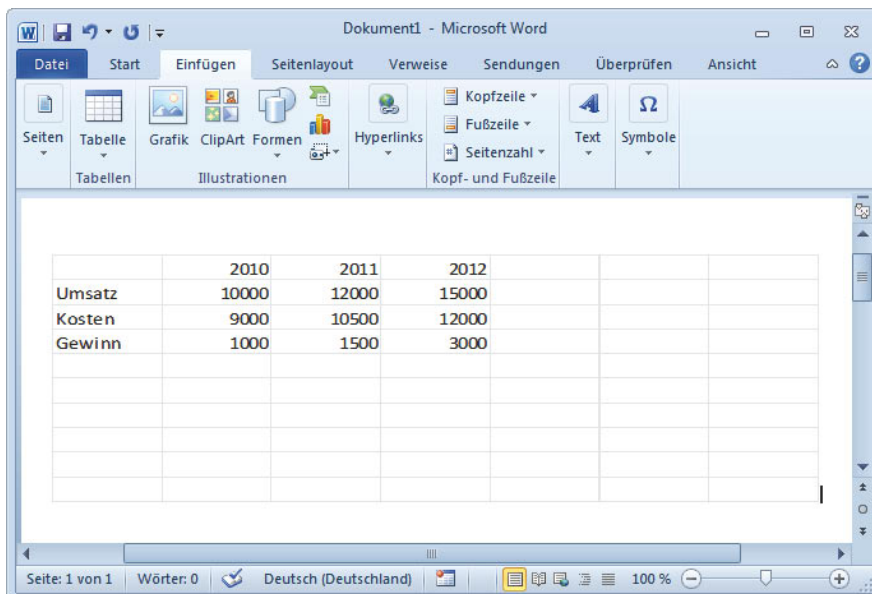 Dokument1 - Microsoft Word
Datei Start Einfügen Seitenlayout Verweise Sendungen Überprüfen Ansicht
Seiten Tabelle Grafik ClipArt Formen Hyperlinks Kopfzeile Fußzeile Seitenzahl Text Symbole
Tabellen Illustrationen Kopf- und Fußzeile
2010 2011 2012
Umsatz 10000 12000 15000
Kosten 9000 10500 12000
Gewinn 1000 1500 3000
Seite: 1 von 1 Wörter: 0 Deutsch (Deutschland) 100 %